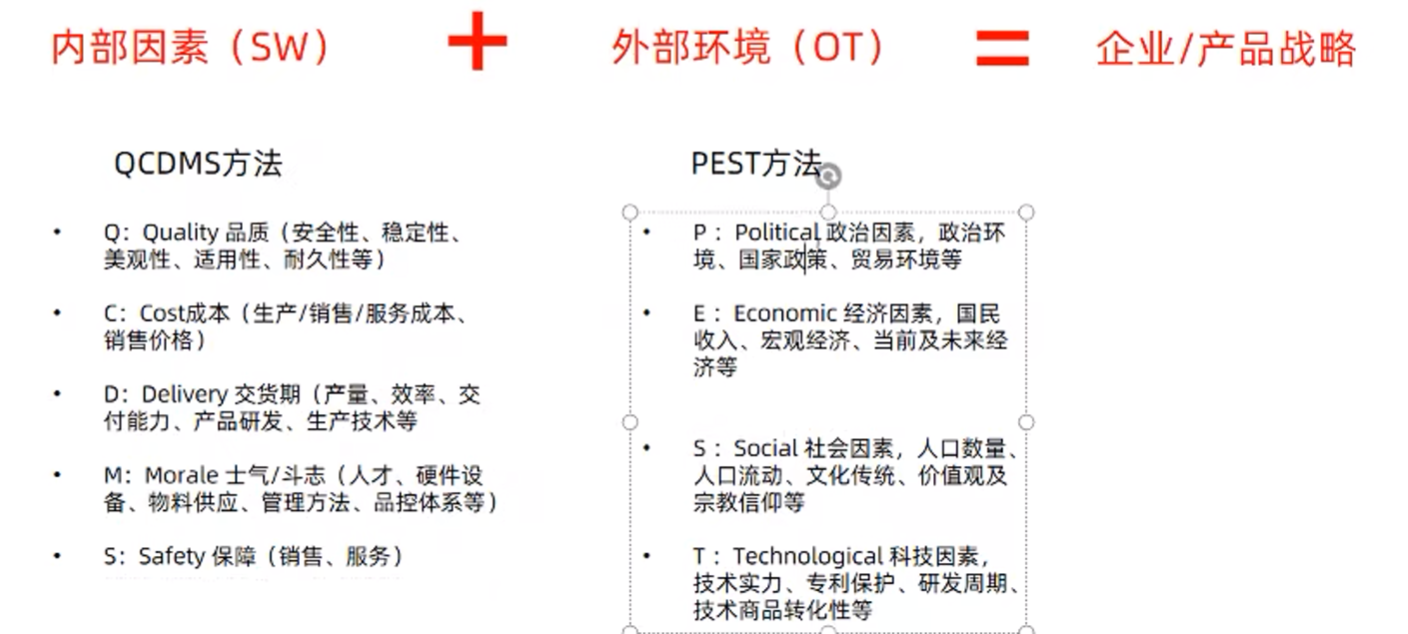 内部因素（SW） + 外部环境（OT） = 企业/产品战略
QCDMS方法
• Q：Quality 品质（安全性、稳定性、
美观性、适用性、耐久性等）
• C：Cost成本（生产/销售/服务成本、
销售价格）
• D：Delivery 交货期（产量、效率、交
付能力、产品研发、生产技术等
• M：Morale 士气/斗志（人才、硬件设
备、物料供应、管理方法、品控体系等）
• S：Safety 保障（销售、服务）
PEST方法
• P ：Political 政治因素，政治环
境、国家政策、贸易环境等
• E ：Economic 经济因素，国民
收入、宏观经济、当前及未来经
济等
• S ：Social 社会因素，人口数量、
人口流动、文化传统、价值观及
宗教信仰等
• T ：Technological 科技因素，
技术实力、专利保护、研发周期、
技术商品转化性等